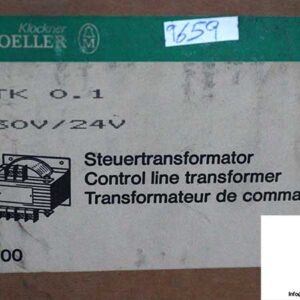 Klöckner
OELLER
9659
TK 0.1
30V/24V
Steuertransformator
Control line transformer
Transformateur de comma
00